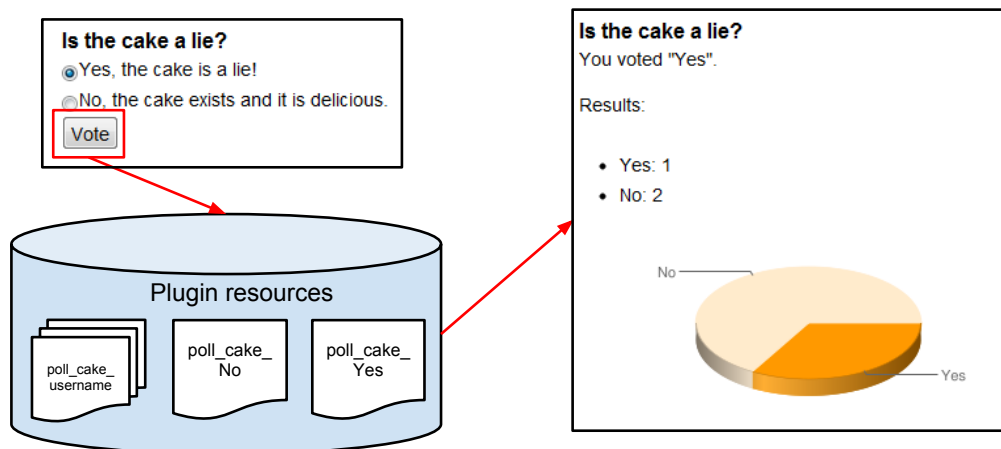 Is the cake a lie?
Yes, the cake is a lie!
No, the cake exists and it is delicious.
Vote
Plugin resources
poll_cake_
username
poll_cake_
No
poll_cake_
Yes
Is the cake a lie?
You voted "Yes".
Results:
Yes: 1
No: 2
No
Yes